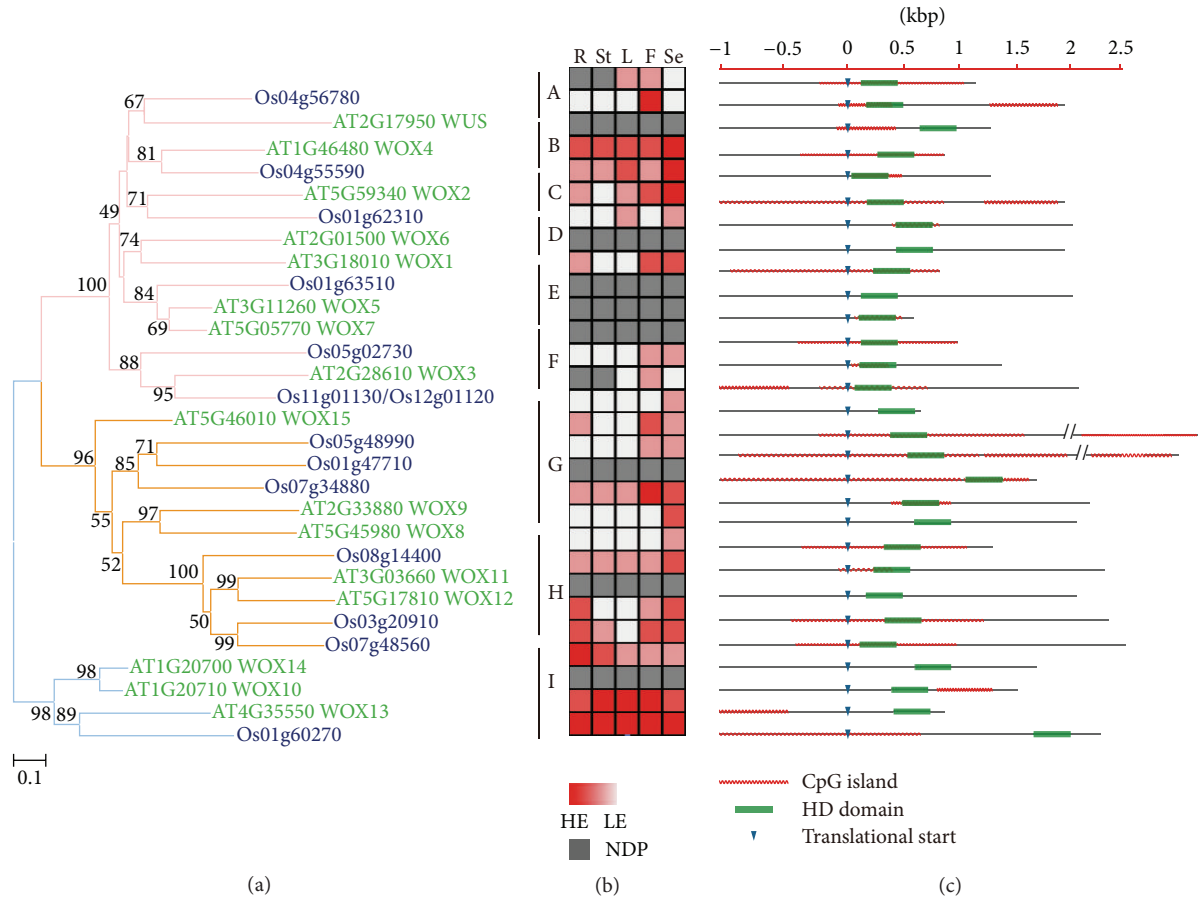 (kbp)
-1 -0.5 0 0.5 1 1.5 2 2.5
R St L F Se
A
B
C
D
E
F
G
H
I
Os04g56780
AT2G17950 WUS
AT1G46480 WOX4
Os04g55590
AT5G59340 WOX2
Os01g62310
AT2G01500 WOX6
AT3G18010 WOX1
Os01g63510
AT3G11260 WOX5
AT5G05770 WOX7
Os05g02730
AT2G28610 WOX3
Os11g01130/Os12g01120
AT5G46010 WOX15
Os05g48990
Os01g47710
Os07g34880
AT2G33880 WOX9
AT5G45980 WOX8
Os08g14400
AT3G03660 WOX11
AT5G17810 WOX12
Os03g20910
Os07g48560
AT1G20700 WOX14
AT1G20710 WOX10
AT4G35550 WOX13
Os01g60270
67
81
71
49
74
100
84
69
88
95
71
96
85
97
55
52
100
99
50
99
98
98
89
0.1
HE LE
NDP
CpG island
HD domain
Translational start
(a)
(b)
(c)